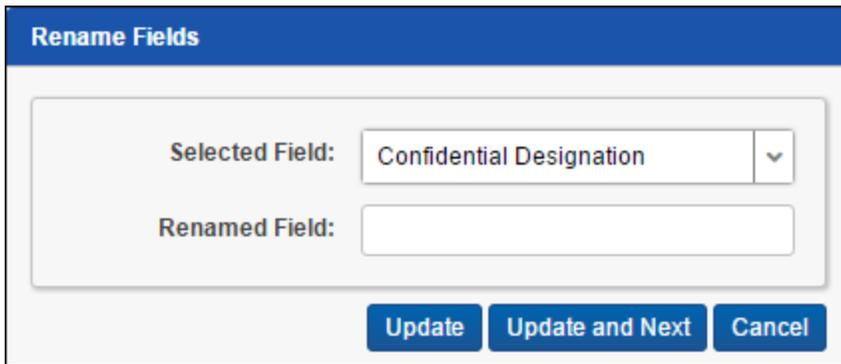 Rename Fields
Selected Field: Confidential Designation
Renamed Field:
Update Update and Next Cancel